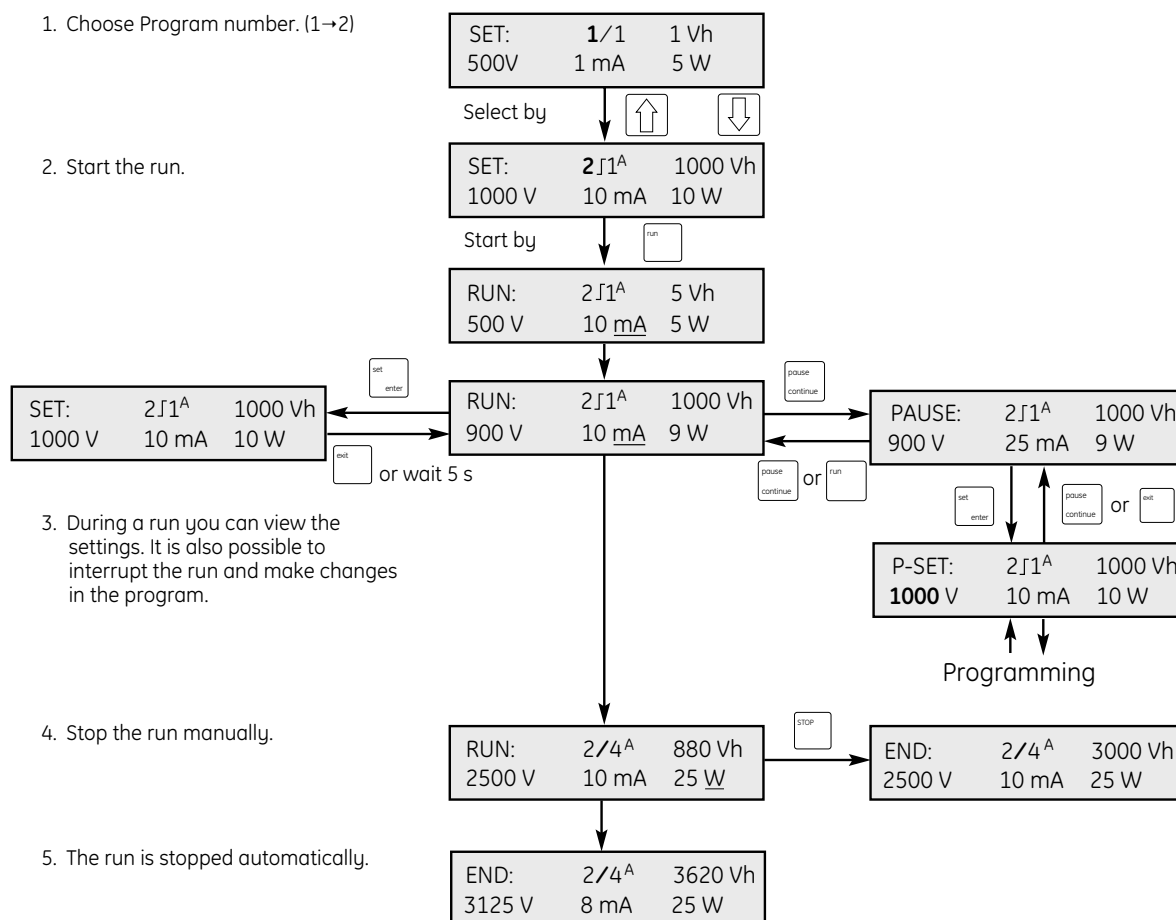 1. Choose Program number. (1→2)
SET: 1/1 1 Vh
500V 1 mA 5 W
Select by
2. Start the run.
SET: 2⌠1A 1000 Vh
1000 V 10 mA 10 W
Start by
run
RUN: 2⌠1A 5 Vh
500 V 10 mA 5 W
set
enter
pause
continue
SET: 2⌠1A 1000 Vh
1000 V 10 mA 10 W
RUN: 2⌠1A 1000 Vh
900 V 10 mA 9 W
PAUSE: 2⌠1A 1000 Vh
900 V 25 mA 9 W
exit
or wait 5 s
pause
continue
or
run
set
enter
pause
continue
or
exit
3. During a run you can view the
settings. It is also possible to
interrupt the run and make changes
in the program.
P-SET: 2⌠1A 1000 Vh
1000 V 10 mA 10 W
Programming
4. Stop the run manually.
RUN: 2/4 A 880 Vh
2500 V 10 mA 25 W
STOP
END: 2/4 A 3000 Vh
2500 V 10 mA 25 W
5. The run is stopped automatically.
END: 2/4 A 3620 Vh
3125 V 8 mA 25 W